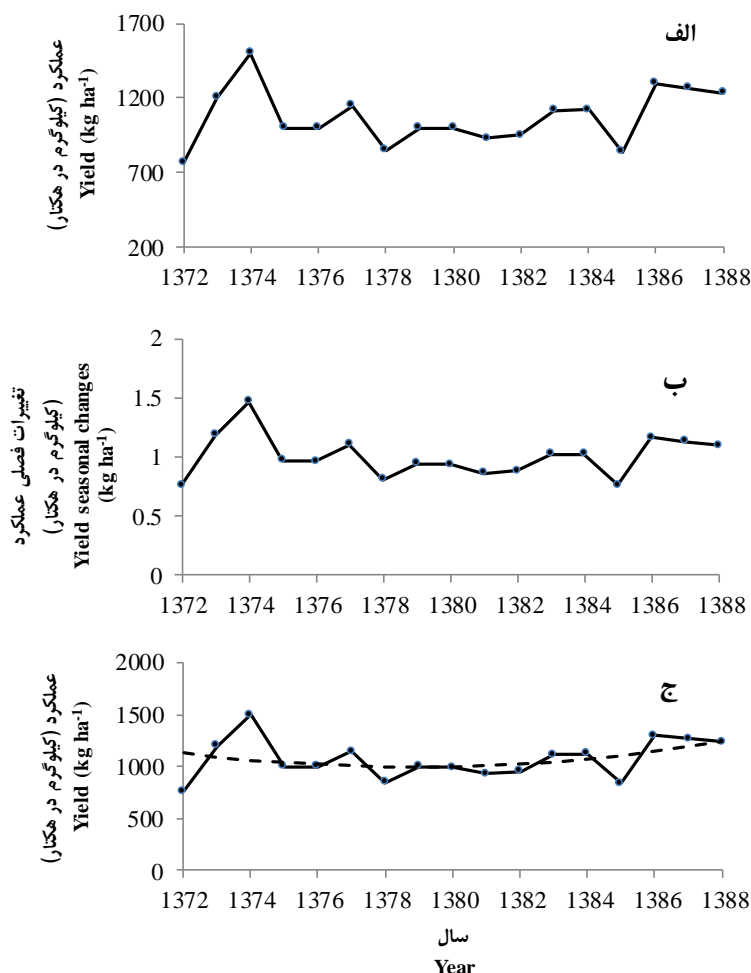 الف
عملکرد (کیلوگرم در هکتار)
Yield (kg ha-1)
1700
1200
700
200
1372 1374 1376 1378 1380 1382 1384 1386 1388
ب
تغییرات فصلی عملکرد
(کیلوگرم در هکتار)
Yield seasonal changes
(kg ha-1)
2
1.5
1
0.5
0
1372 1374 1376 1378 1380 1382 1384 1386 1388
ج
عملکرد (کیلوگرم در هکتار)
Yield (kg ha-1)
2000
1500
1000
500
0
1372 1374 1376 1378 1380 1382 1384 1386 1388
سال
Year